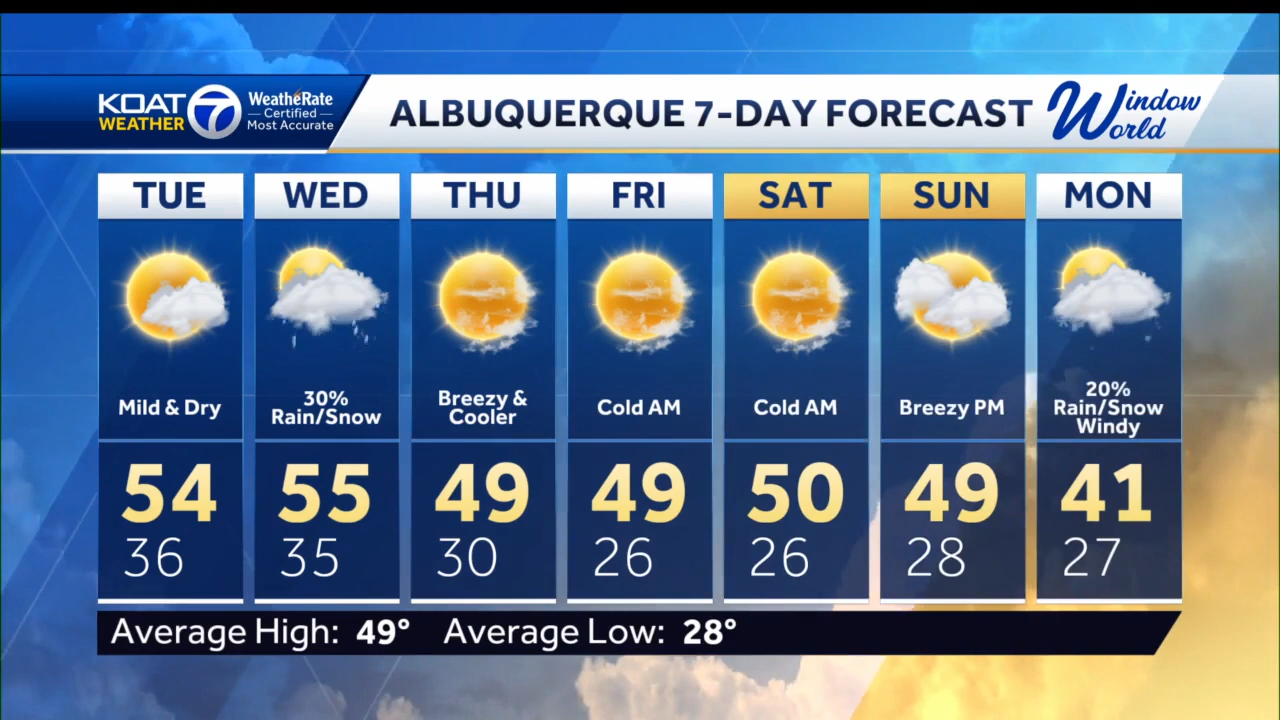 KOAT
WEATHER
7
WeatheRate
Certified
Most Accurate
ALBUQUERQUE 7-DAY FORECAST
Window
World
TUE WED THU FRI SAT SUN MON
Mild & Dry
30%
Rain/Snow
Breezy &
Cooler
Cold AM
Cold AM
Breezy PM
20%
Rain/Snow
Windy
54 55 49 49 50 49 41
36 35 30 26 26 28 27
Average High: 49° Average Low: 28°